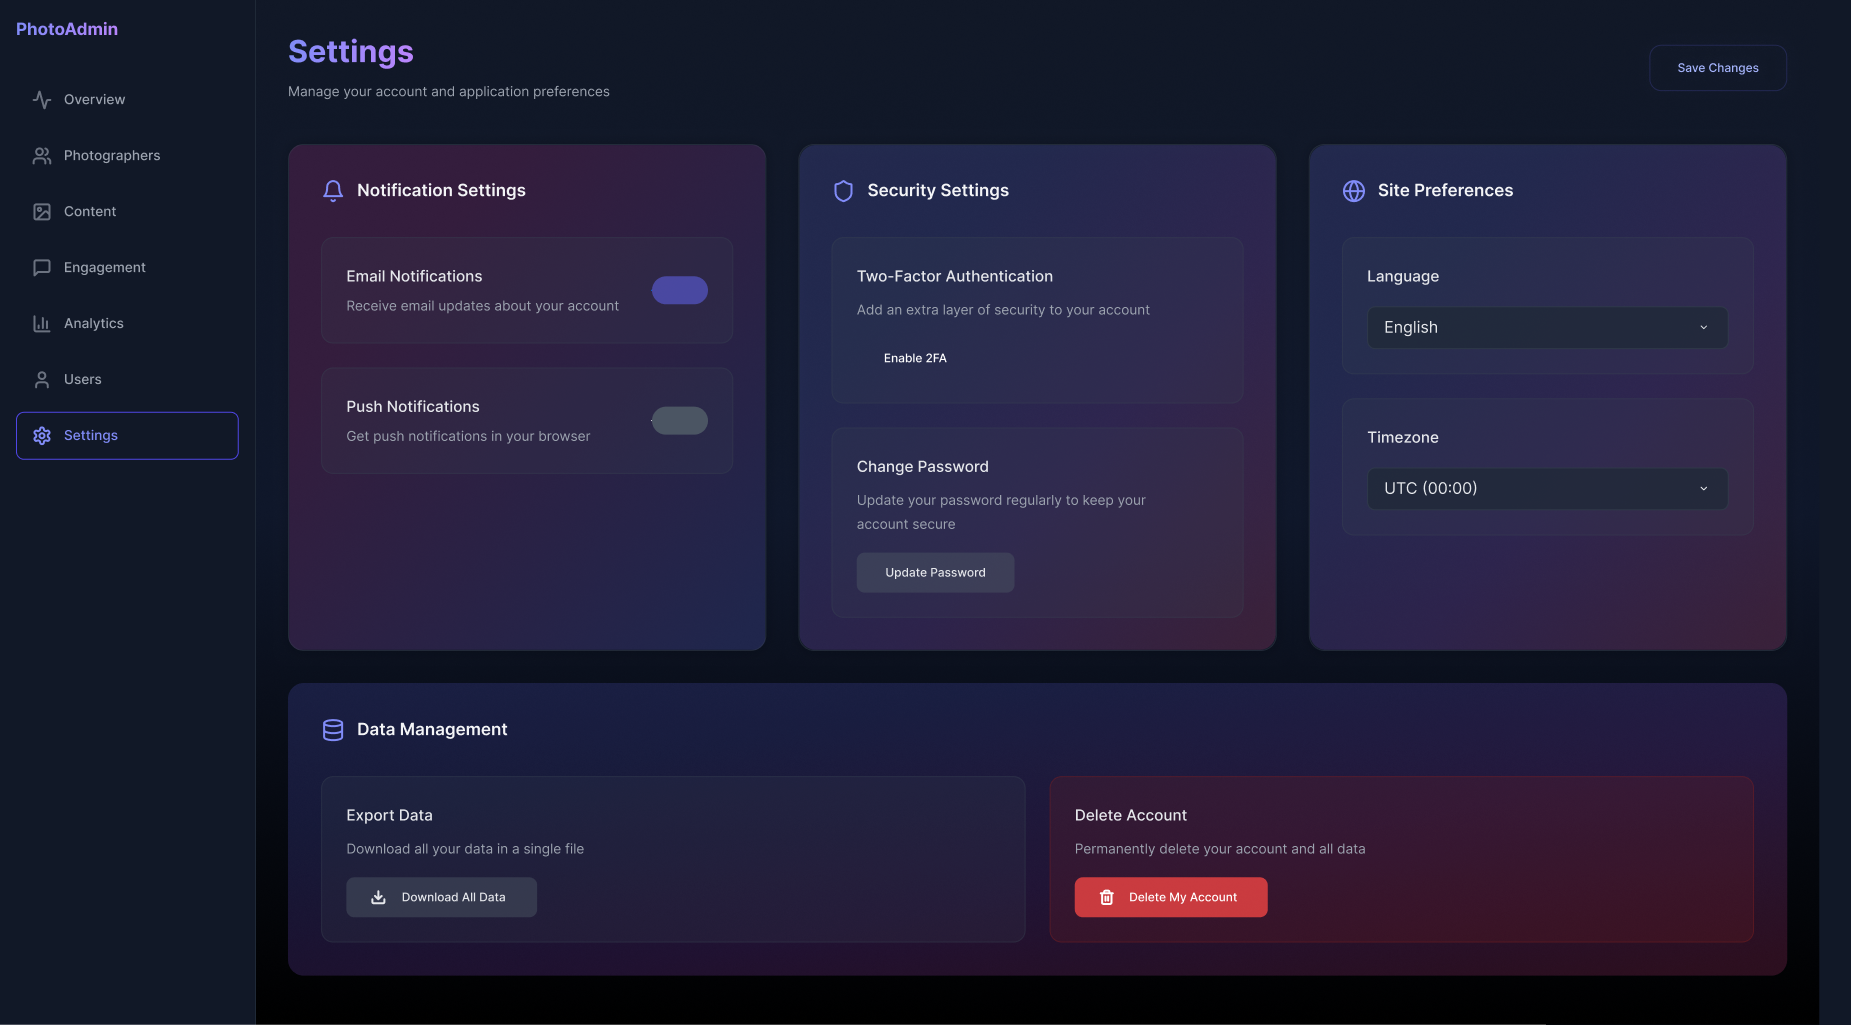 PhotoAdmin
Overview
Photographers
Content
Engagement
Analytics
Users
Settings
Settings
Manage your account and application preferences
Save Changes
Notification Settings
Email Notifications
Receive email updates about your account
Push Notifications
Get push notifications in your browser
Security Settings
Two-Factor Authentication
Add an extra layer of security to your account
Enable 2FA
Change Password
Update your password regularly to keep your
account secure
Update Password
Site Preferences
Language
English
Timezone
UTC (00:00)
Data Management
Export Data
Download all your data in a single file
Download All Data
Delete Account
Permanently delete your account and all data
Delete My Account